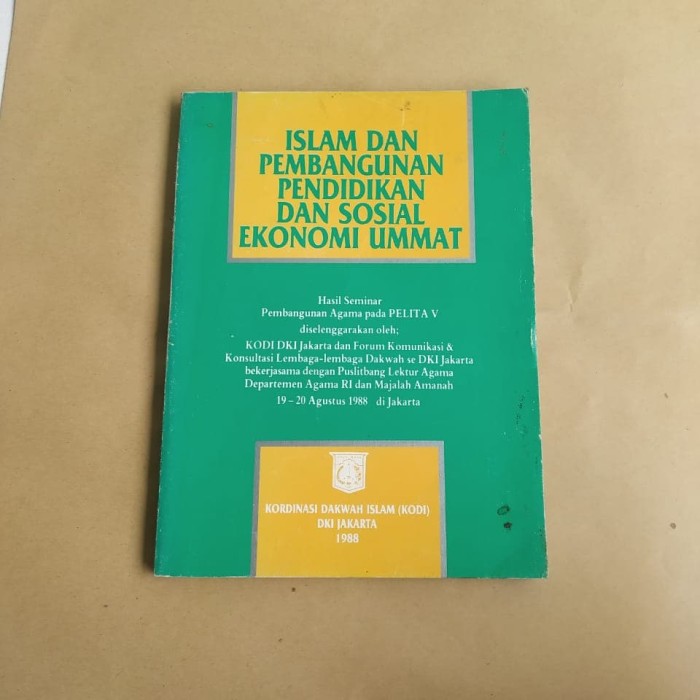 ISLAM DAN
PEMBANGUNAN
PENDIDIKAN
DAN SOSIAL
EKONOMI UMMAT
Hasil Seminar
Pembangunan Agama pada PELITA V
diselenggarakan oleh;
KODI DKI Jakarta dan Forum Komunikasi &
Konsultasi Lembaga-lembaga Dakwah se DKI Jakarta
bekerjasama dengan Puslitbang Lektur Agama
Departemen Agama RI dan Majalah Amanah
19 – 20 Agustus 1988 di Jakarta
KORDINASI DAKWAH ISLAM (KODI)
DKI JAKARTA
1988